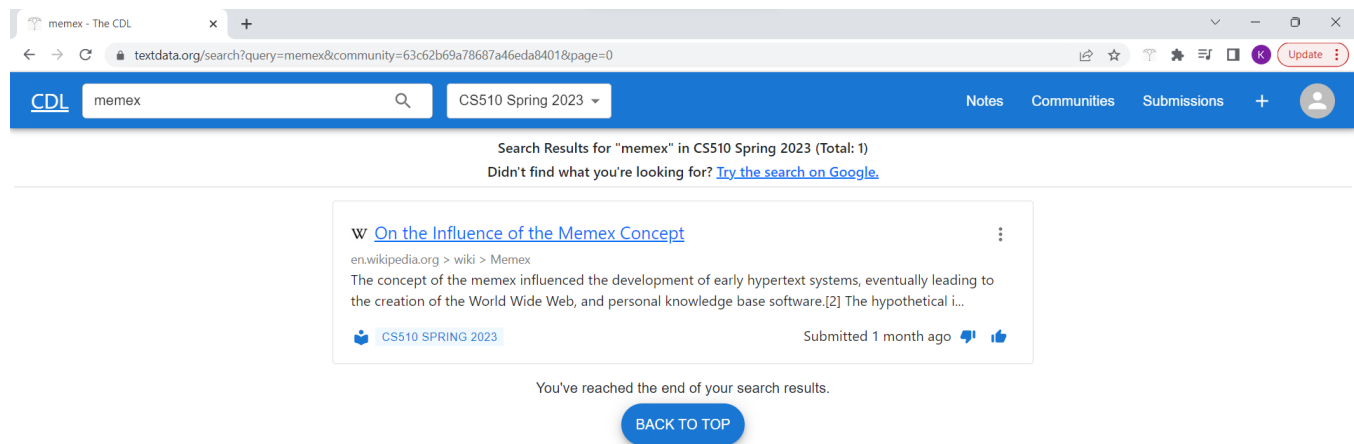 memex - The CDL
textdata.org/search?query=memex&community=63c62b69a78687a46eda8401&page=0
K
Update
CDL
memex
CS510 Spring 2023
Notes
Communities
Submissions
Search Results for "memex" in CS510 Spring 2023 (Total: 1)
Didn't find what you're looking for? Try the search on Google.
W On the Influence of the Memex Concept
en.wikipedia.org > wiki > Memex
The concept of the memex influenced the development of early hypertext systems, eventually leading to
the creation of the World Wide Web, and personal knowledge base software.[2] The hypothetical i...
CS510 SPRING 2023
Submitted 1 month ago
You've reached the end of your search results.
BACK TO TOP